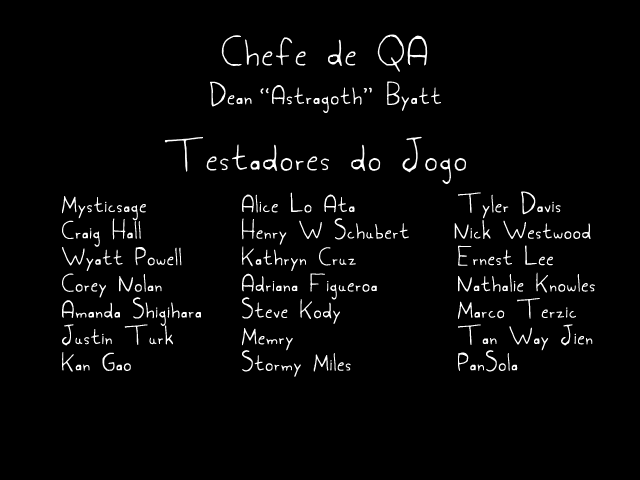 Chefe de QA
Dean “Astragoth” Byatt
Testadores do Jogo
Mysticsage
Craig Hall
Wyatt Powell
Corey Nolan
Amanda Shigihara
Justin Turk
Kan Gao
Alice Lo Ata
Henry W Schubert
Kathryn Cruz
Adriana Figueroa
Steve Kody
Memry
Stormy Miles
Tyler Davis
Nick Westwood
Ernest Lee
Nathalie Knowles
Marco Terzic
Tan Way Jien
PanSola